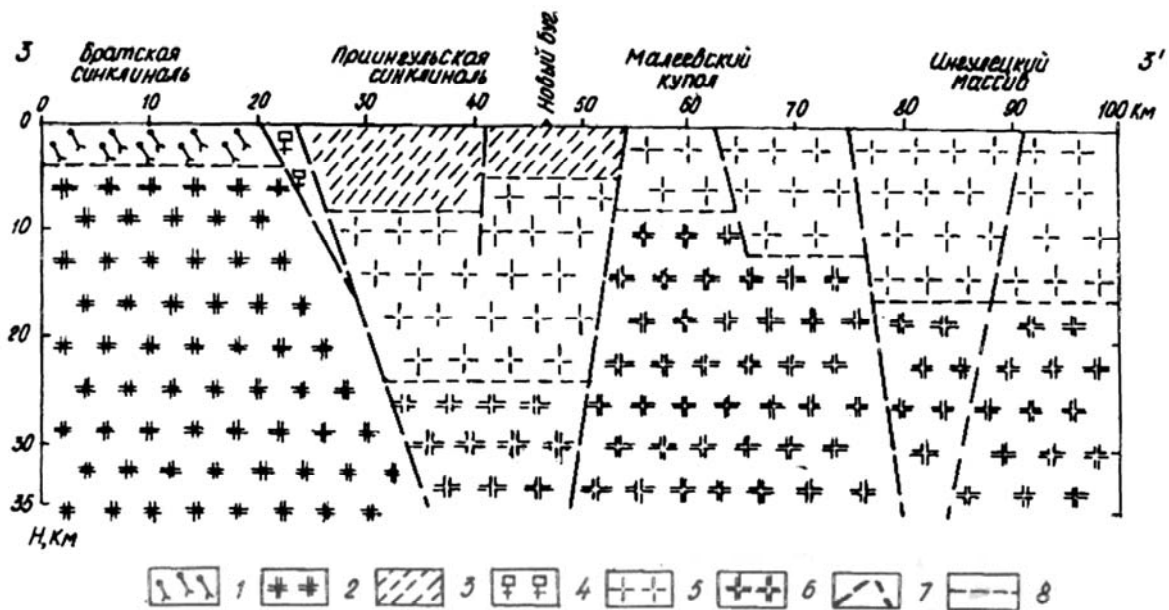 З
Братская
синклиналь
Приингульская
синклиналь
Новый Буг.
Малеевский
купол
Ингулецкий
массив
З'
0 10 20 30 40 50 60 70 80 90 100 Км
0
10
20
30
35
Н, Км
1 2 3 4 5 6 7 8